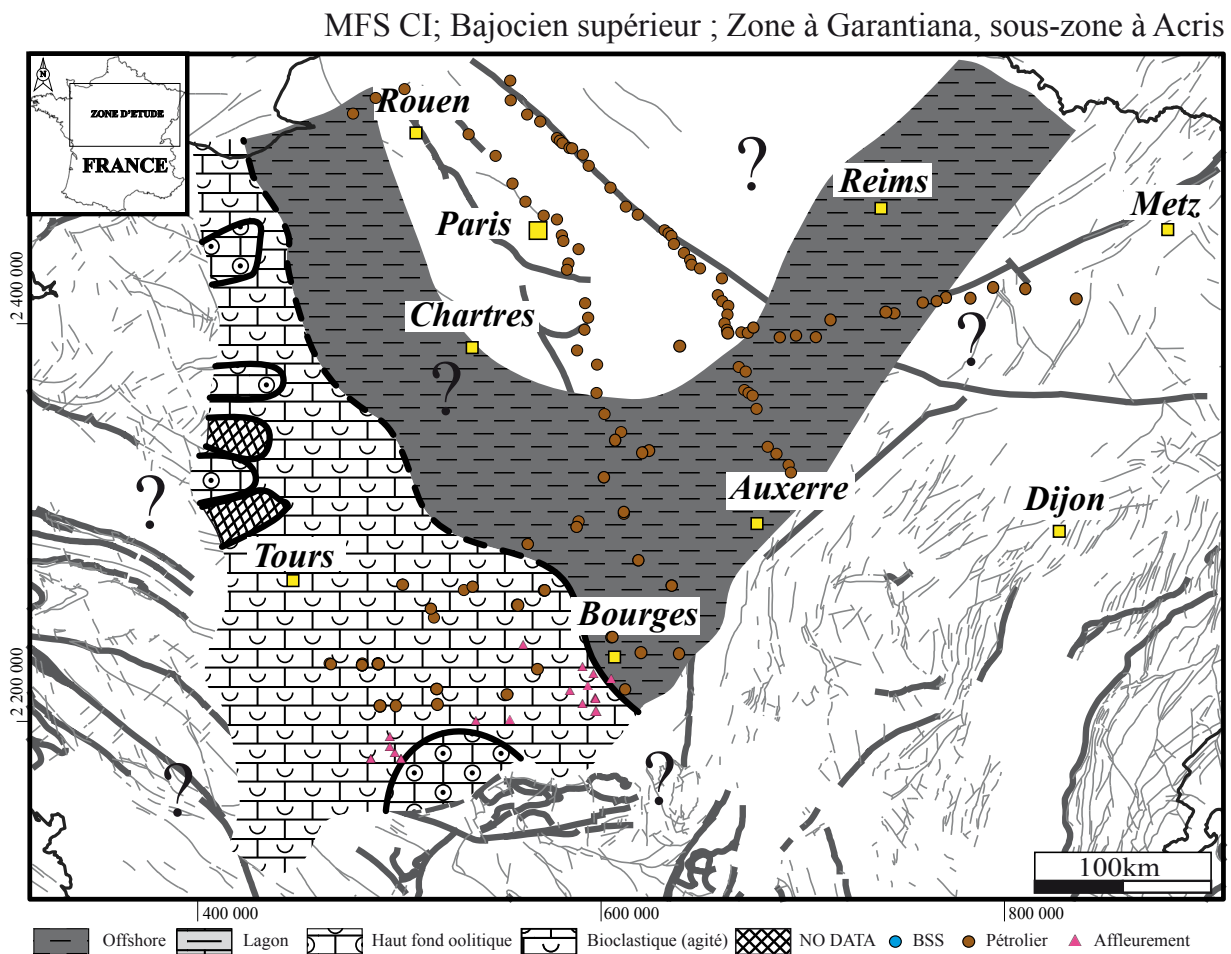 MFS CI; Bajocien supérieur ; Zone à Garantiana, sous-zone à Acris
N
ZONE D'ETUDE
FRANCE
Rouen
?
Reims
Metz
Paris
2 400 000
Chartres
?
?
?
Auxerre
Dijon
Tours
Bourges
2 200 000
?
?
100km
400 000
600 000
800 000
Offshore
Lagon
Haut fond oolitique
Bioclastique (agité)
NO DATA
BSS
Pétrolier
Affleurement